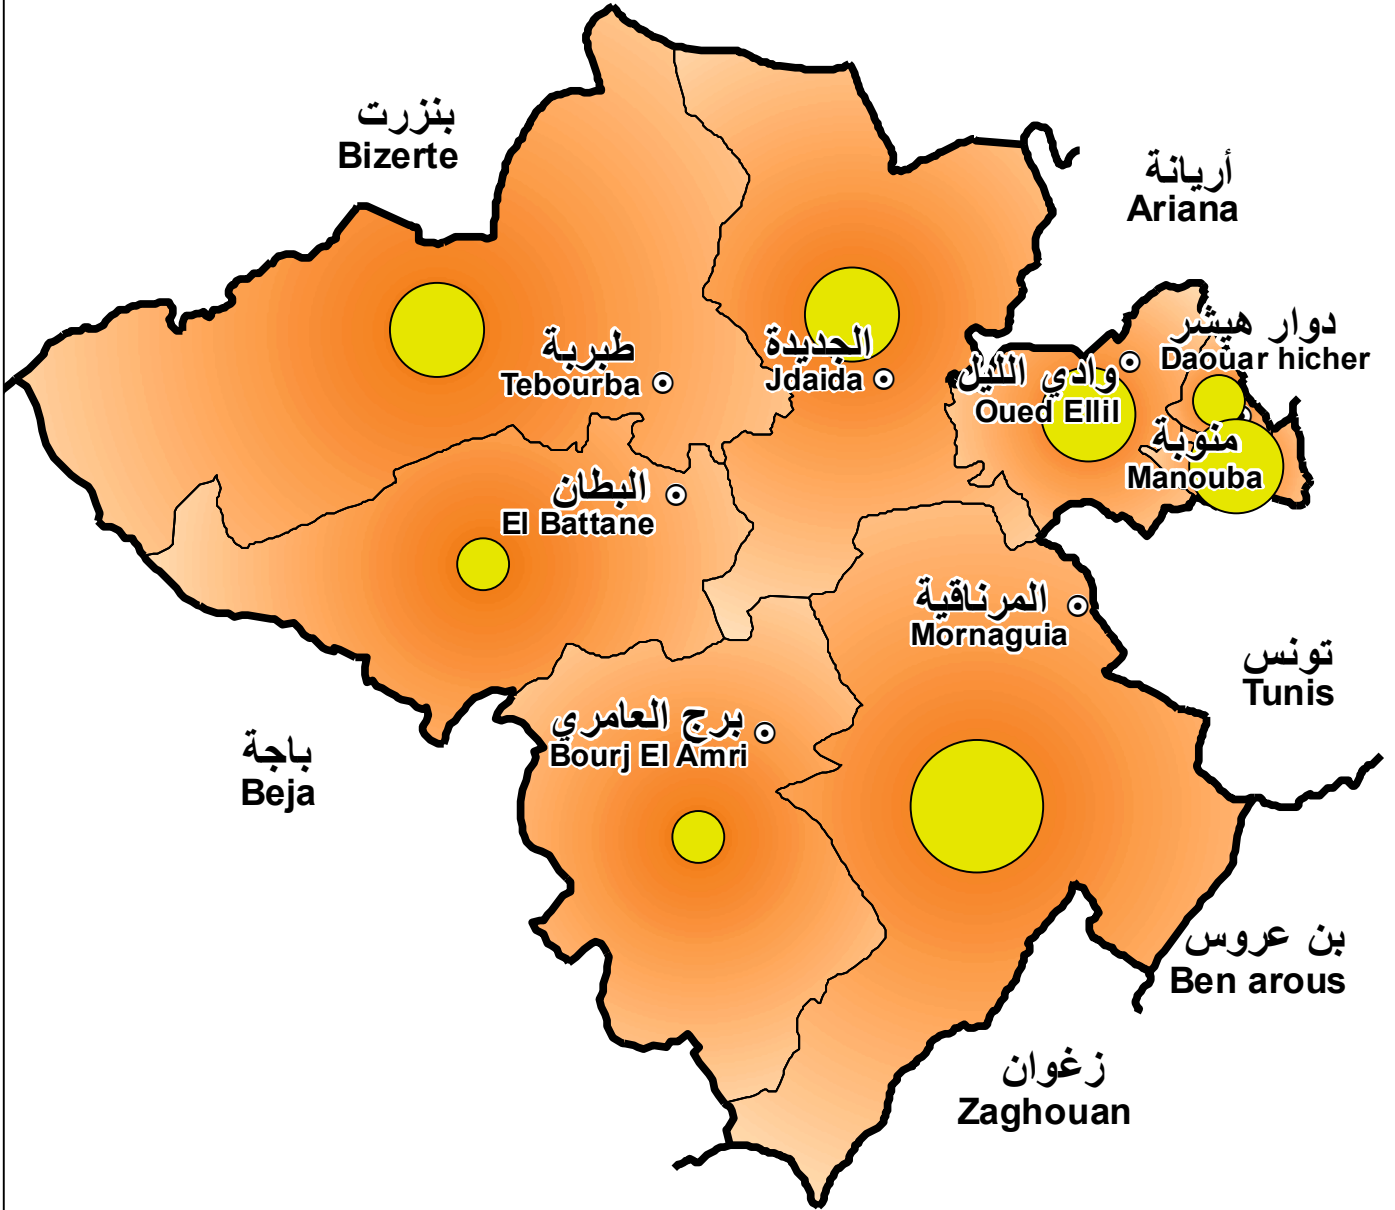 بنزرت
Bizerte
أريانة
Ariana
دوار هيشر
Daouar hicher
طبربة
Tebourba
الجديدة
Jdaida
وادي الليل
Oued Ellil
منوبة
Manouba
البطان
El Battane
المرناقية
Mornaguia
تونس
Tunis
برج العامري
Bourj El Amri
باجة
Beja
بن عروس
Ben arous
زغوان
Zaghouan